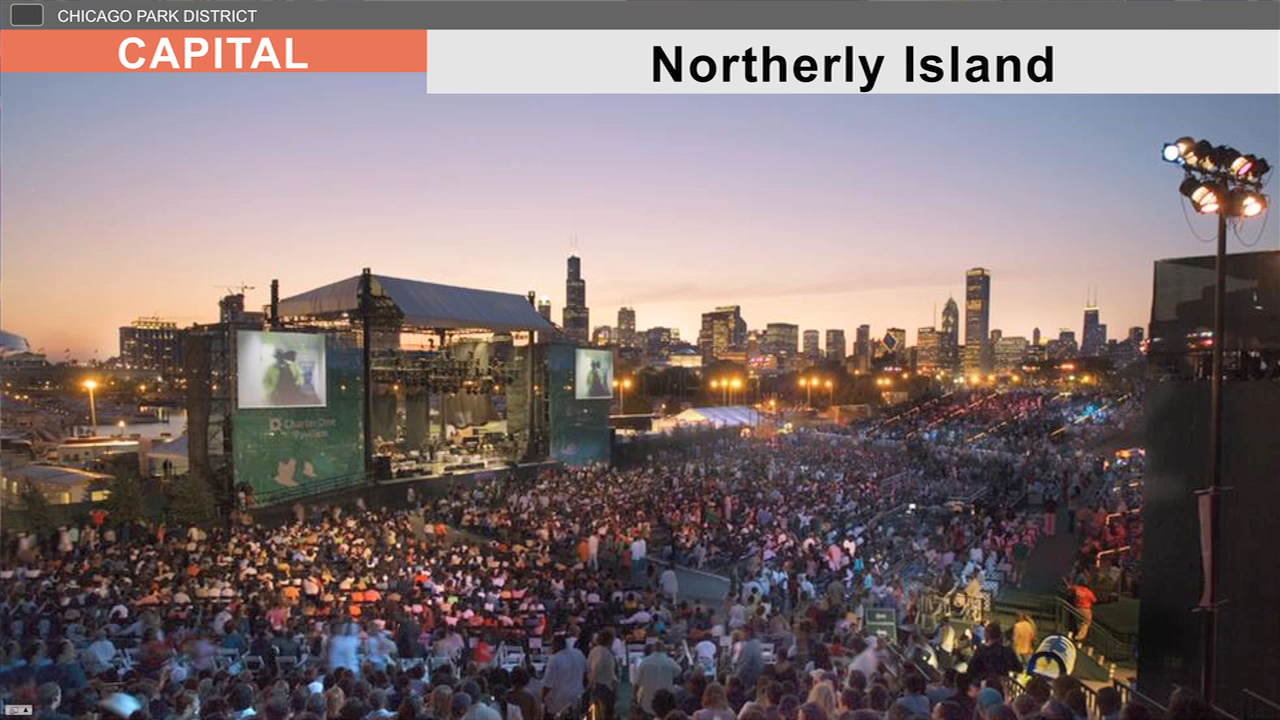 CHICAGO PARK DISTRICT
CAPITAL
Northerly Island
Charter One
Pavilion